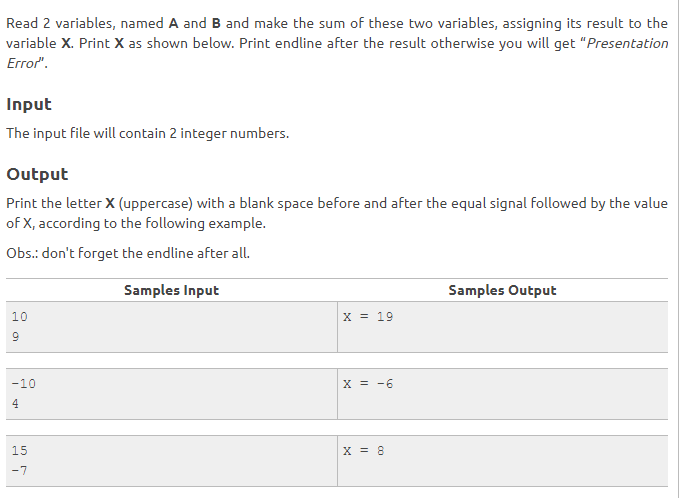 Read 2 variables, named A and B and make the sum of these two variables, assigning its result to the
variable X. Print X as shown below. Print endline after the result otherwise you will get “Presentation
Error”.
Input
The input file will contain 2 integer numbers.
Output
Print the letter X (uppercase) with a blank space before and after the equal signal followed by the value
of X, according to the following example.
Obs.: don't forget the endline after all.
Samples Input Samples Output
10 X = 19
9
-10 X = -6
4
15 X = 8
-7